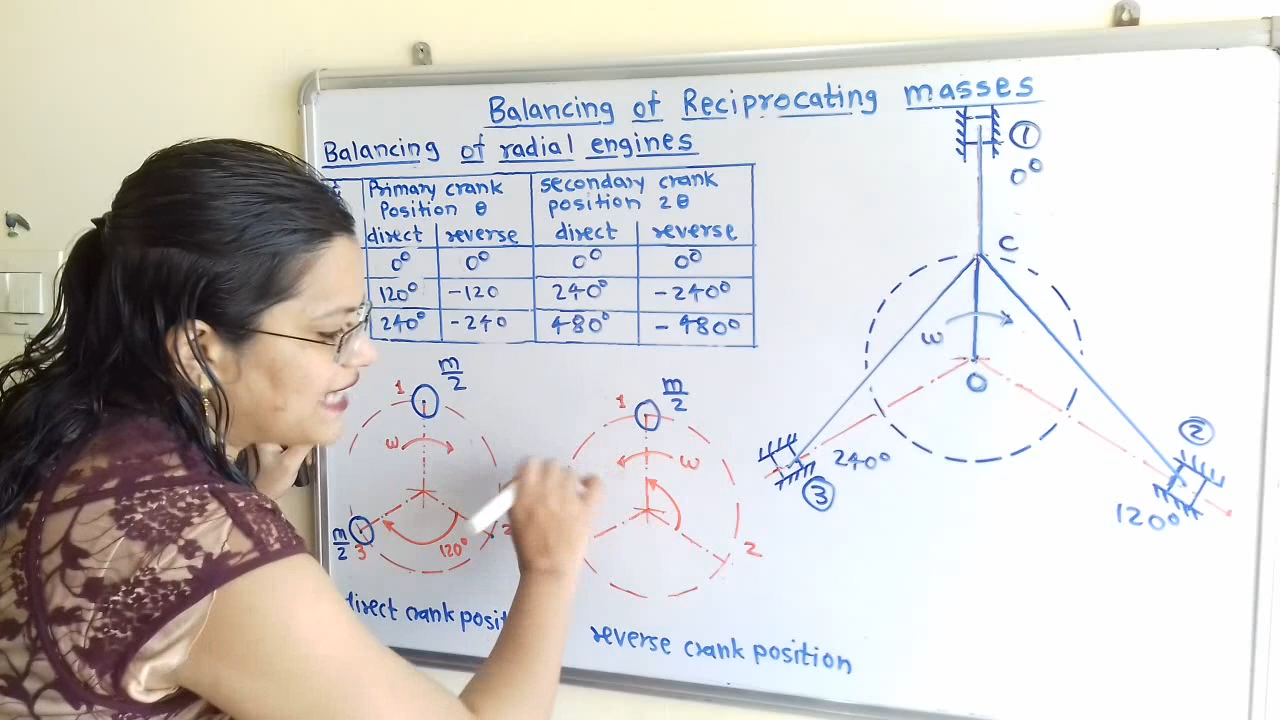 Balancing of Reciprocating masses
Balancing of radial engines
Primary crank
Position θ
secondary crank
position 2θ
direct reverse direct reverse
0° 0° 0° 0°
120° -120 240° -240°
240° -240 480° -480°
1
0°
C
ω
O
240°
3
2
120°
m/2
1
ω
m/2
3
120°
direct crank
m/2
1
ω
2
reverse crank position